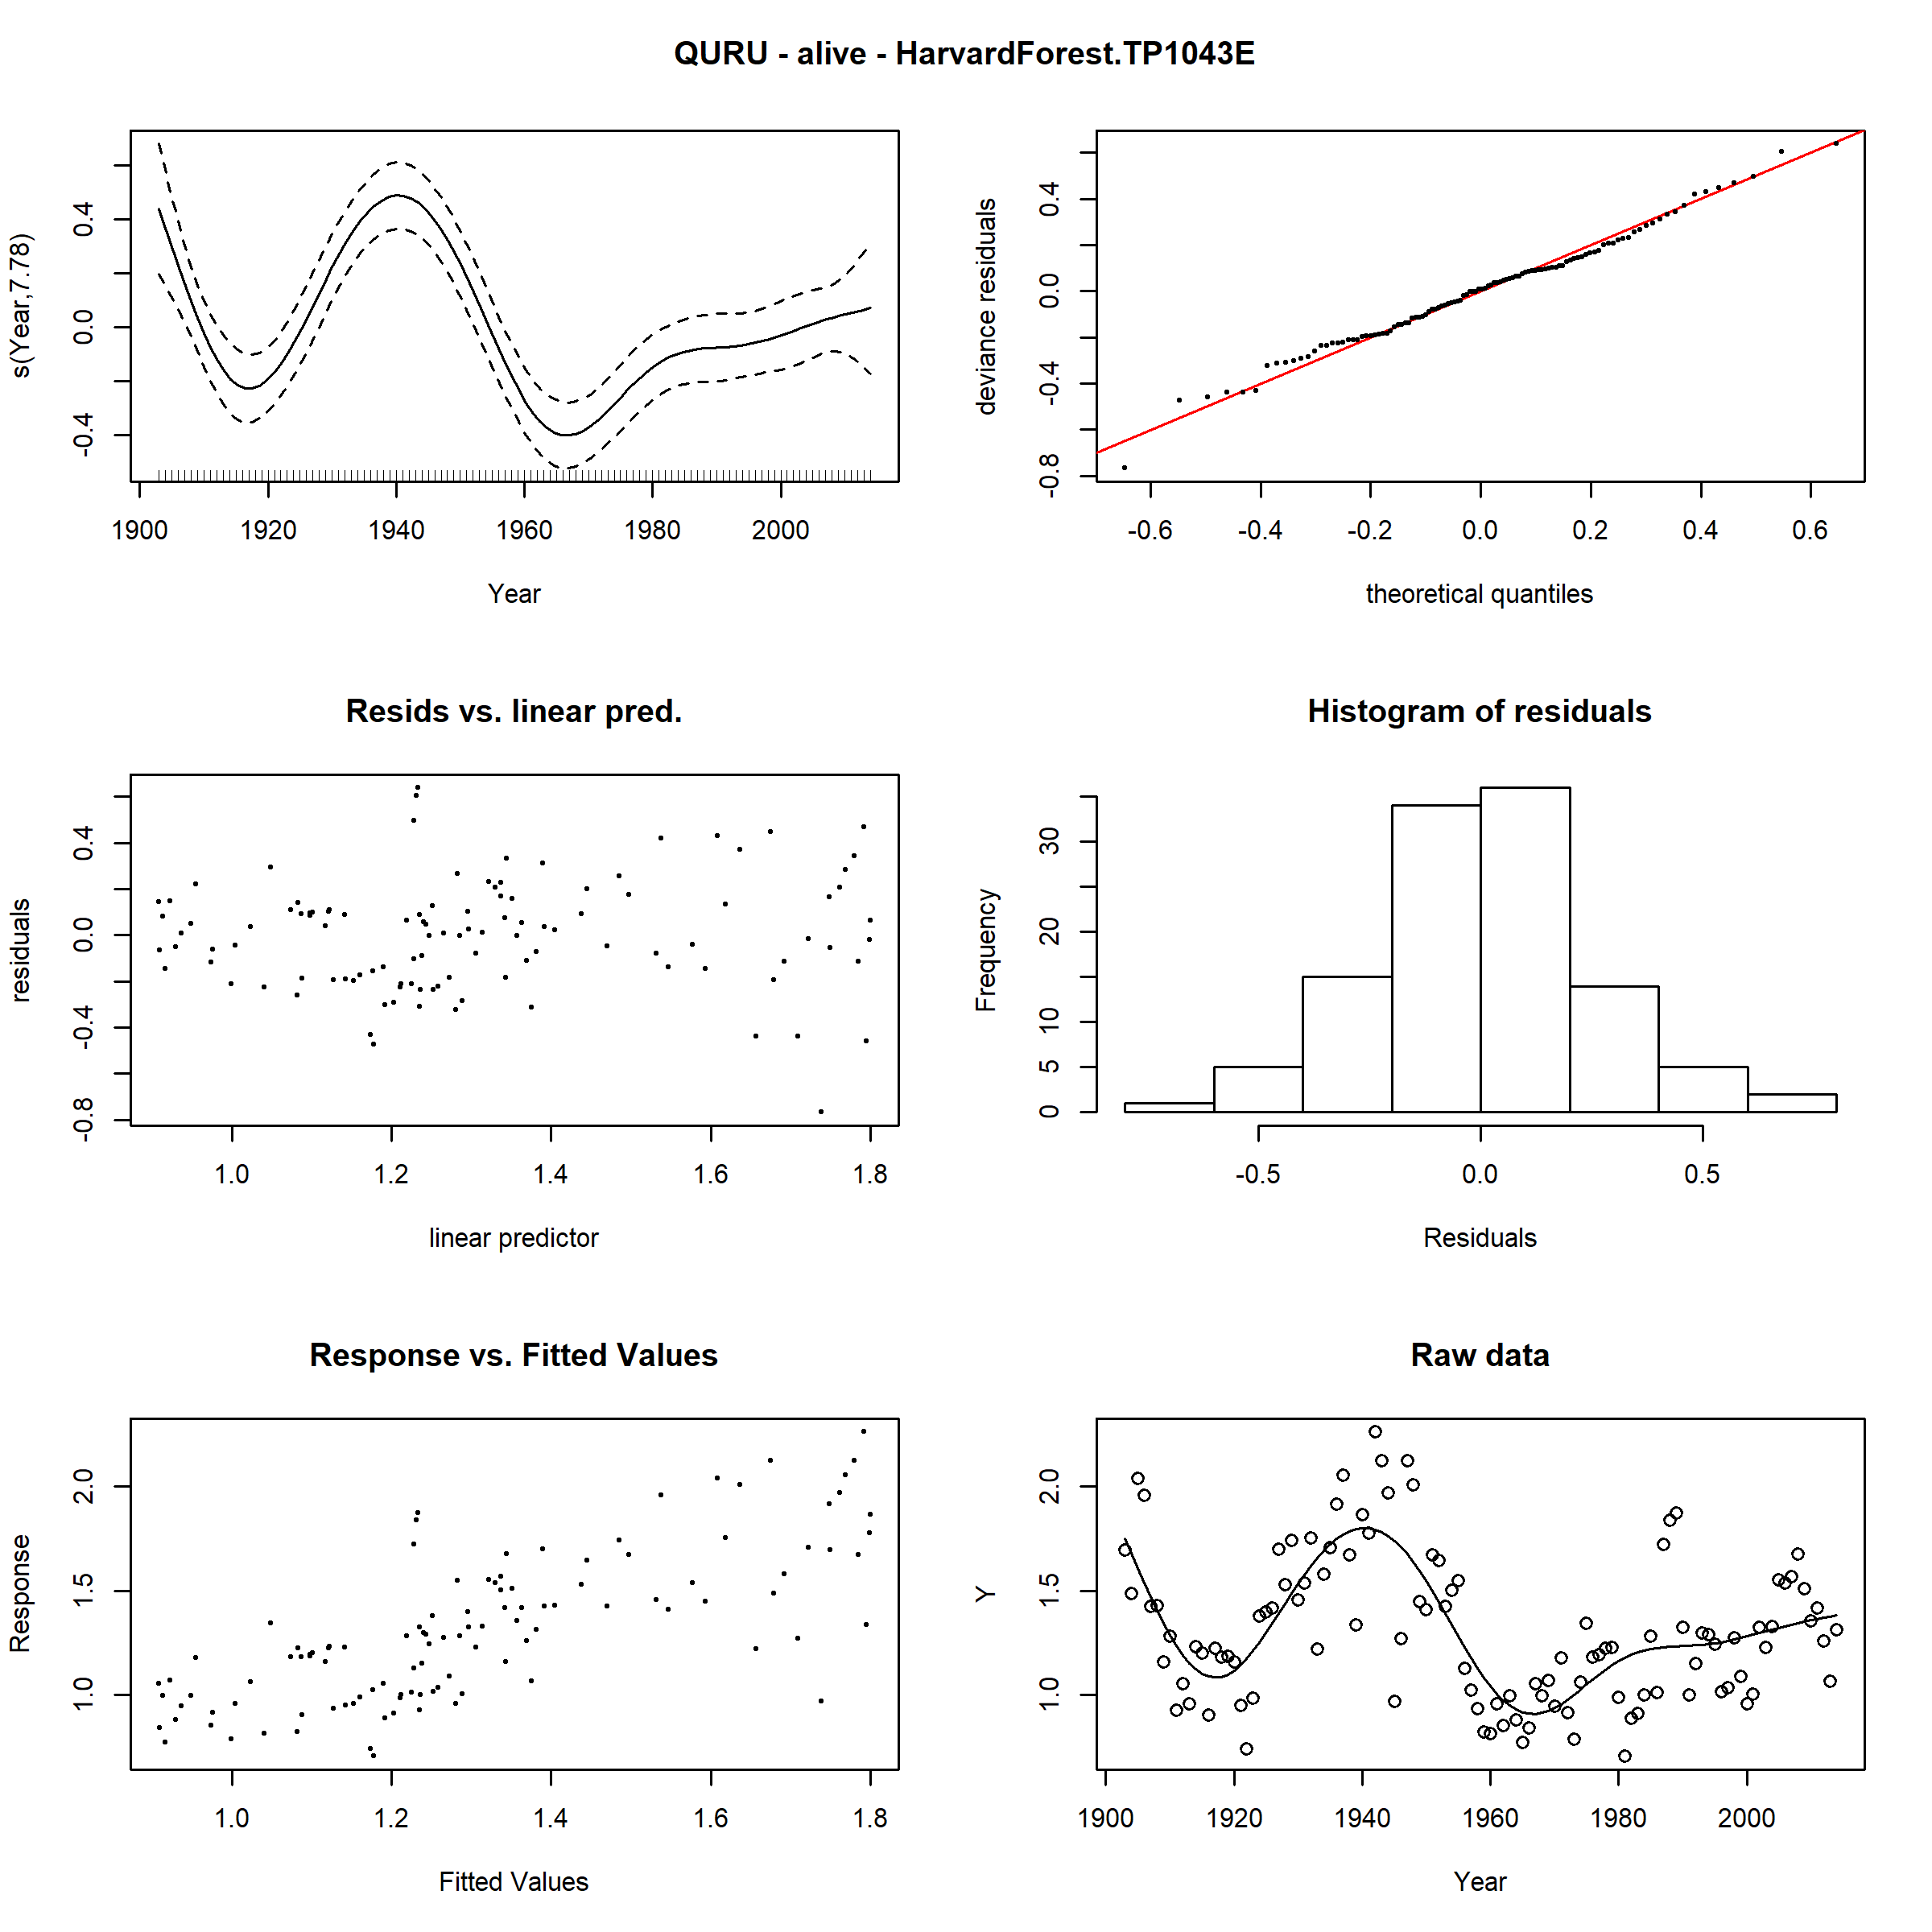 QURU - alive - HarvardForest.TP1043E
s(Year,7.78)
-0.4 0.0 0.4
1900 1920 1940 1960 1980 2000
Year
deviance residuals
-0.8 -0.4 0.0 0.4
-0.6 -0.4 -0.2 0.0 0.2 0.4 0.6
theoretical quantiles
Resids vs. linear pred.
residuals
-0.8 -0.4 0.0 0.4
1.0 1.2 1.4 1.6 1.8
linear predictor
Histogram of residuals
Frequency
0 5 10 20 30
-0.5 0.0 0.5
Residuals
Response vs. Fitted Values
Response
1.0 1.5 2.0
1.0 1.2 1.4 1.6 1.8
Fitted Values
Raw data
Y
1.0 1.5 2.0
1900 1920 1940 1960 1980 2000
Year